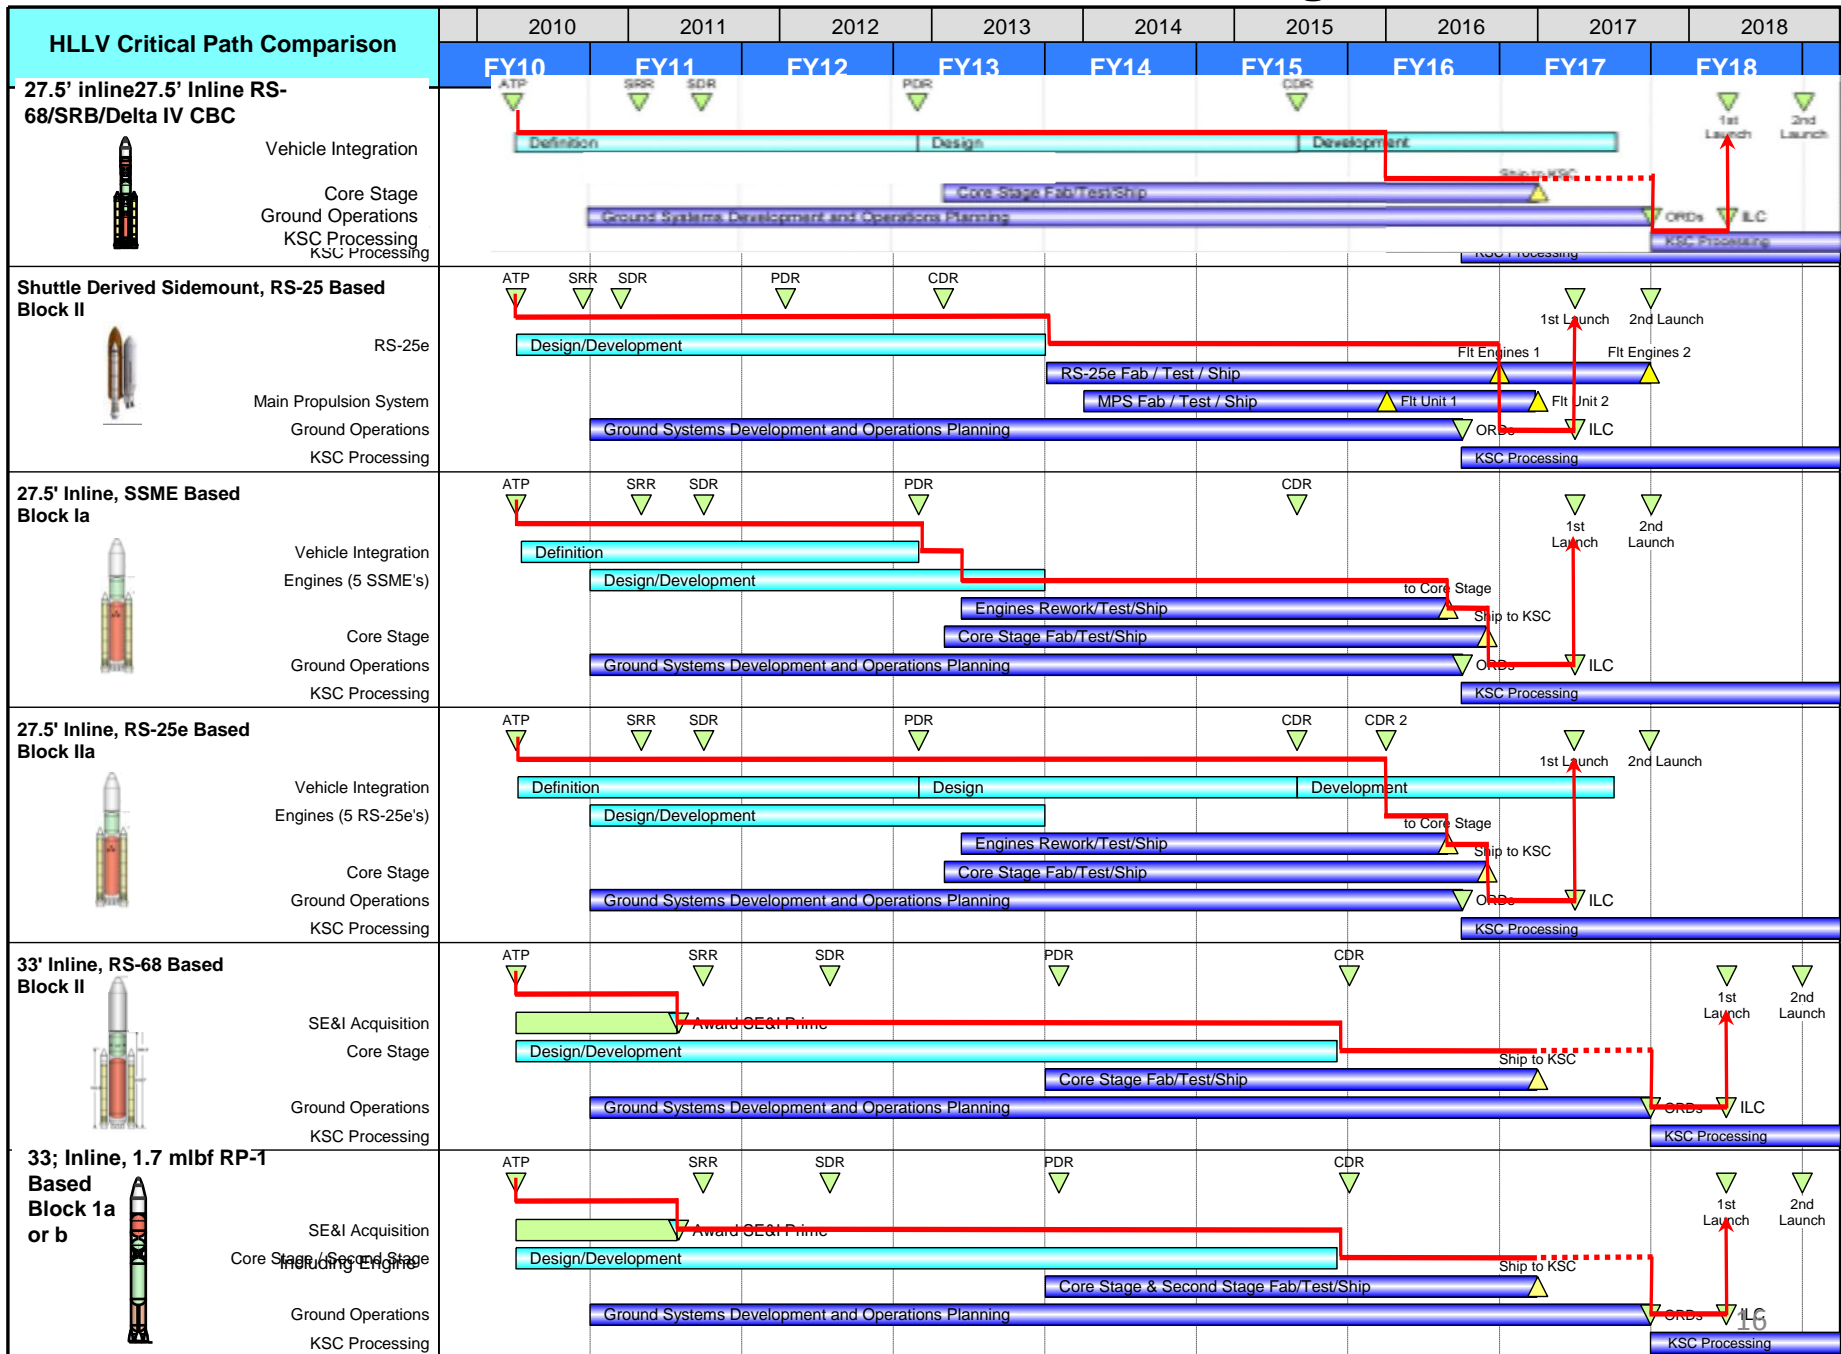 HLLV Critical Path Comparison
2010 2011 2012 2013 2014 2015 2016 2017 2018
FY10 FY11 FY12 FY13 FY14 FY15 FY16 FY17 FY18
27.5' inline27.5' Inline RS-
68/SRB/Delta IV CBC
ATP SRR SDR PDR CDR
1st
Launch
2nd
Launch
Vehicle Integration
Definition Design Development
Ship to KSC
Core Stage
Core Stage Fab/Test/Ship
Ground Operations
Ground Systems Development and Operations Planning
ORDs ILC
KSC Processing
KSC Processing
KSC Processing
KSC Processing
Shuttle Derived Sidemount, RS-25 Based
Block II
ATP SRR SDR PDR CDR
1st Launch 2nd Launch
RS-25e
Design/Development
Flt Engines 1 Flt Engines 2
RS-25e Fab / Test / Ship
Main Propulsion System
MPS Fab / Test / Ship
Flt Unit 1 Flt Unit 2
Ground Operations
Ground Systems Development and Operations Planning
ORDs ILC
KSC Processing
KSC Processing
27.5' Inline, SSME Based
Block Ia
ATP SRR SDR PDR CDR
1st
Launch
2nd
Launch
Vehicle Integration
Definition
Engines (5 SSME's)
Design/Development
to Core Stage
Engines Rework/Test/Ship
Ship to KSC
Core Stage
Core Stage Fab/Test/Ship
Ground Operations
Ground Systems Development and Operations Planning
ORDs ILC
KSC Processing
KSC Processing
27.5' Inline, RS-25e Based
Block IIa
ATP SRR SDR PDR CDR CDR 2
1st Launch 2nd Launch
Vehicle Integration
Definition Design Development
Engines (5 RS-25e's)
Design/Development
to Core Stage
Engines Rework/Test/Ship
Ship to KSC
Core Stage
Core Stage Fab/Test/Ship
Ground Operations
Ground Systems Development and Operations Planning
ORDs ILC
KSC Processing
KSC Processing
33' Inline, RS-68 Based
Block II
ATP SRR SDR PDR CDR
1st
Launch
2nd
Launch
SE&I Acquisition
Award SE&I Prime
Core Stage
Design/Development
Ship to KSC
Core Stage Fab/Test/Ship
Ground Operations
Ground Systems Development and Operations Planning
ORDs ILC
KSC Processing
KSC Processing
33; Inline, 1.7 mlbf RP-1
Based
Block 1a
or b
ATP SRR SDR PDR CDR
1st
Launch
2nd
Launch
SE&I Acquisition
Award SE&I Prime
Core Stage / Second Stage
Including Engine
Design/Development
Ship to KSC
Core Stage & Second Stage Fab/Test/Ship
Ground Operations
Ground Systems Development and Operations Planning
ORDs ILC
16
KSC Processing
KSC Processing